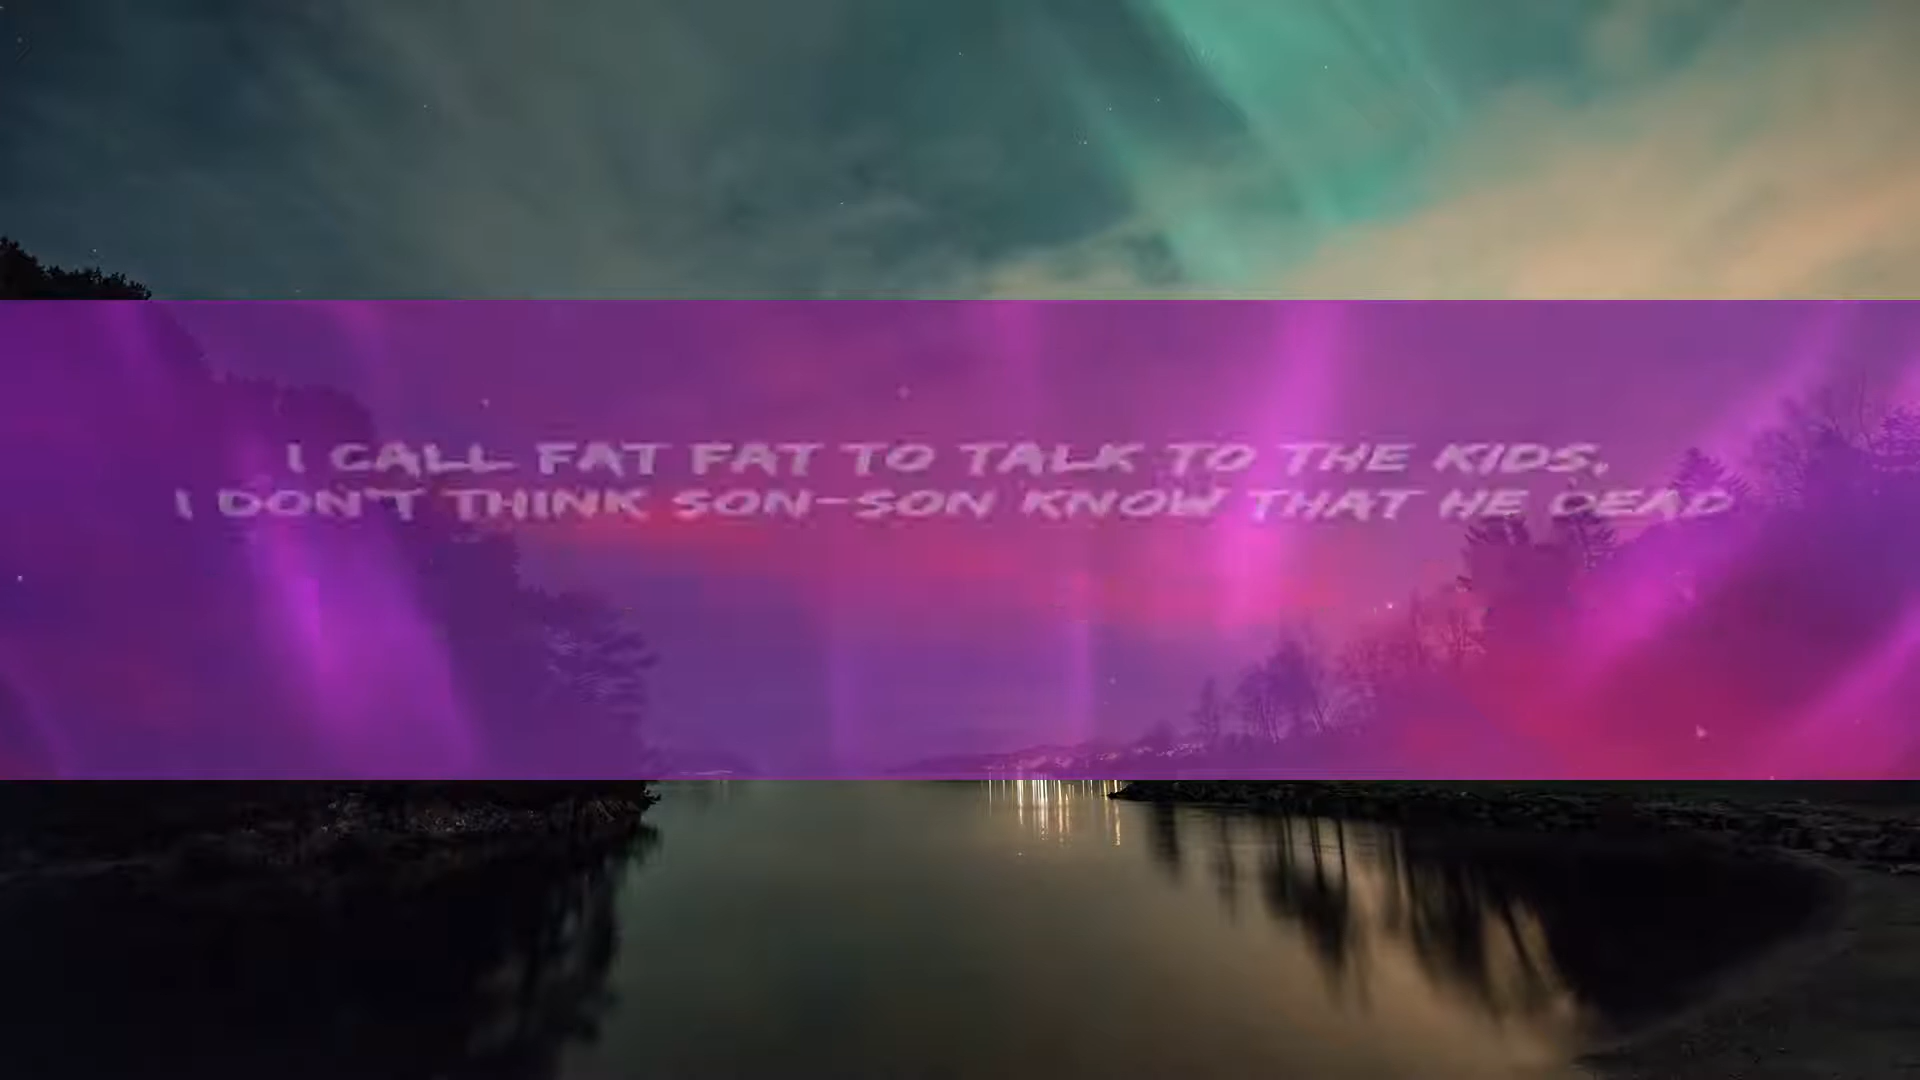 I CALL FAT FAT TO TALK TO THE KIDS,
I DON'T THINK SON-SON KNOW THAT HE DEAD